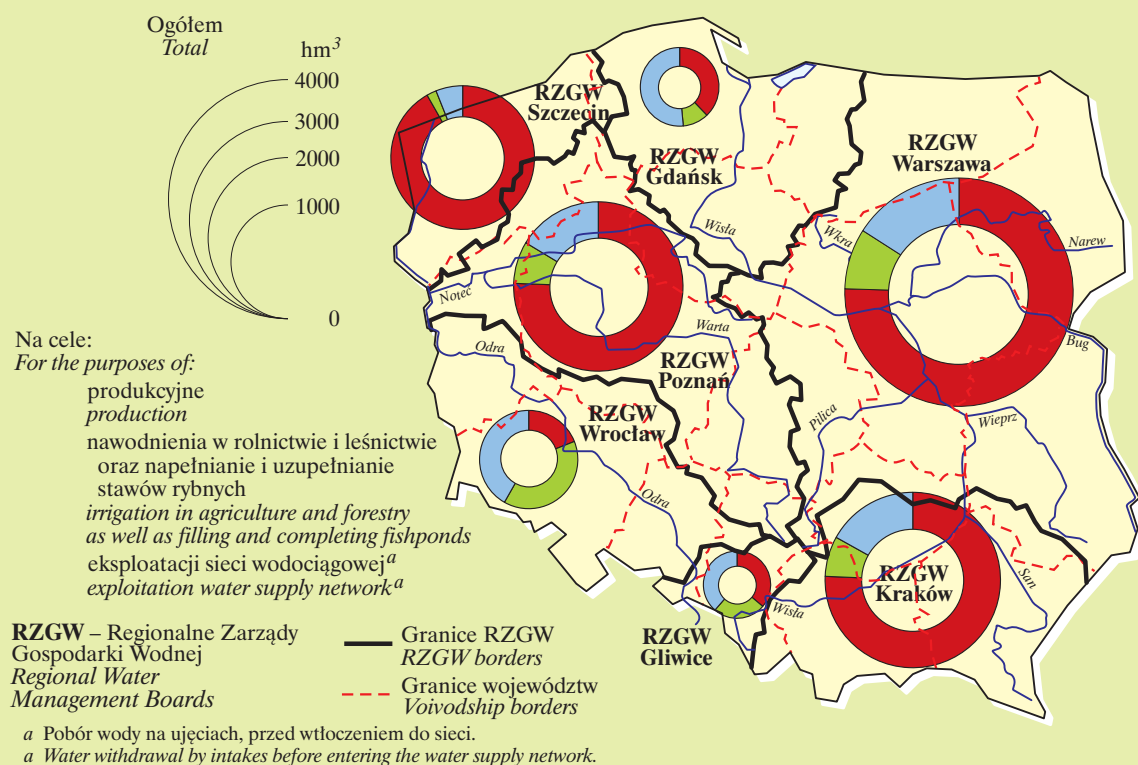 Ogółem
Total
hm³
4000
3000
2000
1000
0
Na cele:
For the purposes of:
produkcyjne
production
nawodnienia w rolnictwie i leśnictwie
oraz napełnianie i uzupełnianie
stawów rybnych
irrigation in agriculture and forestry
as well as filling and completing fishponds
eksploatacji sieci wodociągowej a
exploitation water supply network a
RZGW – Regionalne Zarządy
Gospodarki Wodnej
Regional Water
Management Boards
Granice RZGW
RZGW borders
Granice województw
Voivodship borders
a Pobór wody na ujęciach, przed wtłoczeniem do sieci.
a Water withdrawal by intakes before entering the water supply network.
RZGW
Szczecin
RZGW
Gdańsk
RZGW
Warszawa
Wisła
Wkra
Narew
Noteć
Warta
Bug
Odra
RZGW
Poznań
RZGW
Wrocław
Pilica
Wieprz
Odra
RZGW
Kraków
San
Wisła
RZGW
Gliwice